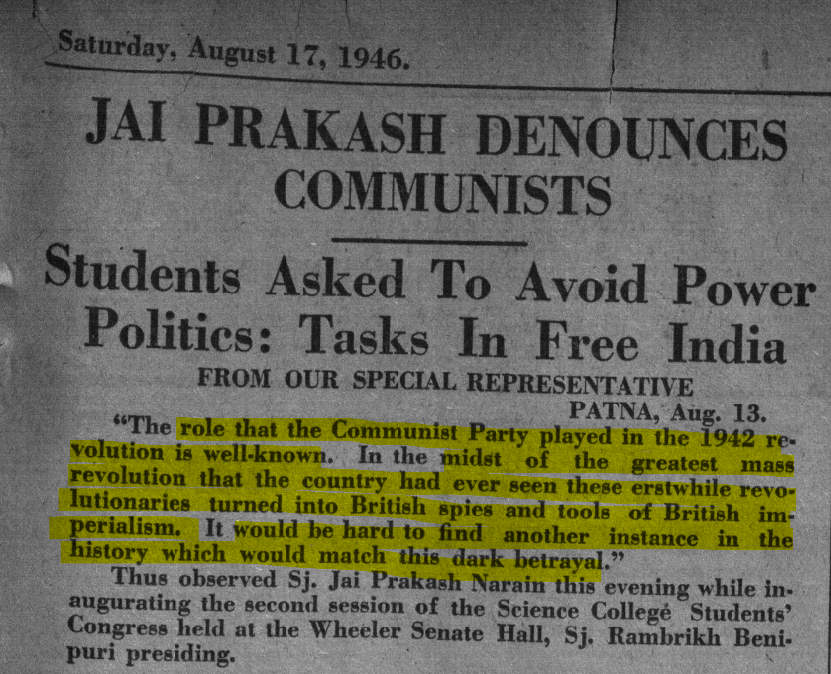 Saturday, August 17, 1946.
JAI PRAKASH DENOUNCES
COMMUNISTS
Students Asked To Avoid Power
Politics: Tasks In Free India
FROM OUR SPECIAL REPRESENTATIVE
PATNA, Aug. 13.
"The role that the Communist Party played in the 1942 re-
volution is well-known. In the midst of the greatest mass
revolution that the country had ever seen these erstwhile revo-
lutionaries turned into British spies and tools of British im-
perialism. It would be hard to find another instance in the
history which would match this dark betrayal."
Thus observed Sj. Jai Prakash Narain this evening while in-
augurating the second session of the Science College Students'
Congress held at the Wheeler Senate Hall, Sj. Rambrikh Beni-
puri presiding.